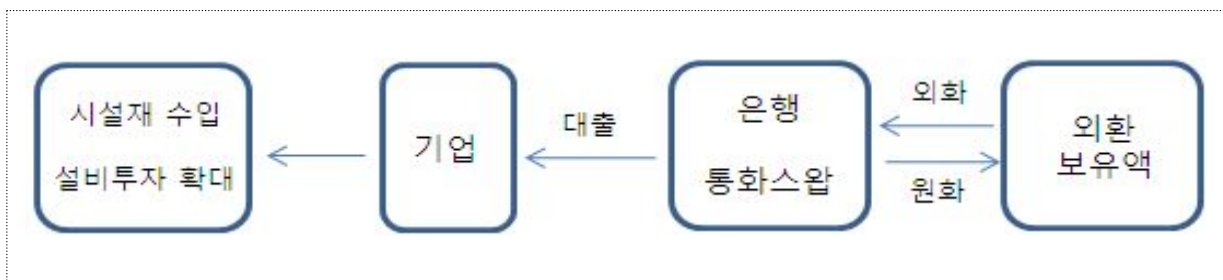 시설재 수입
설비투자 확대
기업
대출
은행
통화스왑
외화
원화
외환
보유액